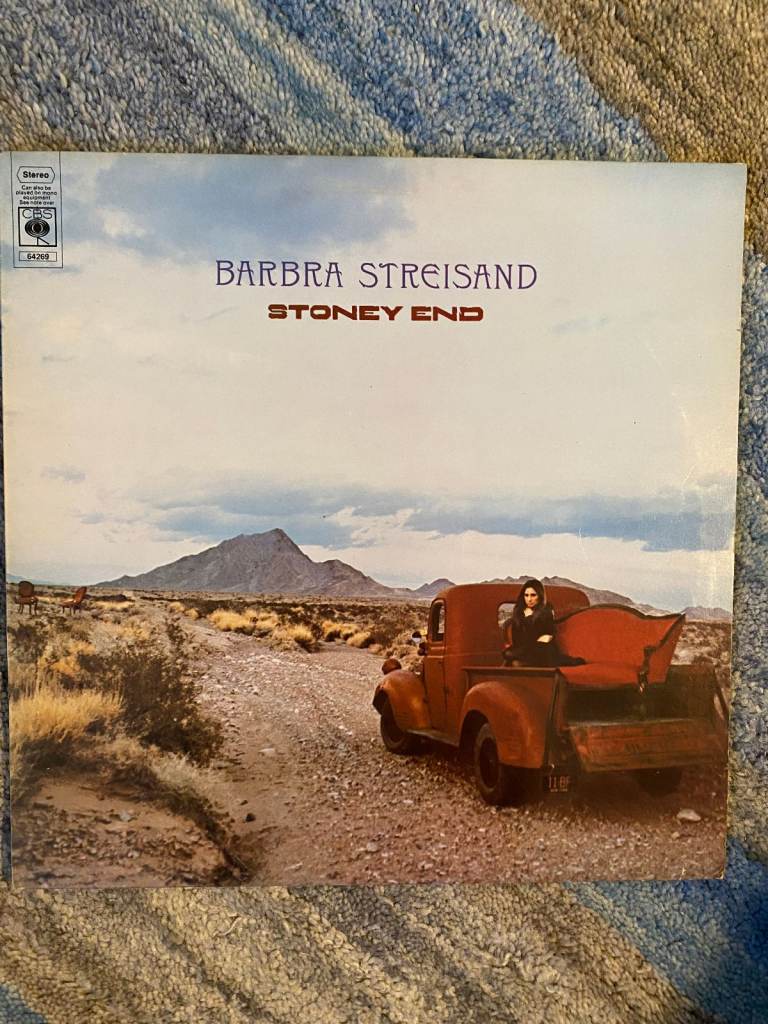 Stereo
Can also be
played on mono
equipment
See note over
CBS
64269
BARBRA STREISAND
STONEY END